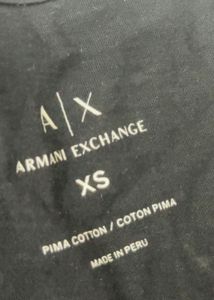 A|X
ARMANI EXCHANGE
XS
PIMA COTTON / COTON PIMA
MADE IN PERU